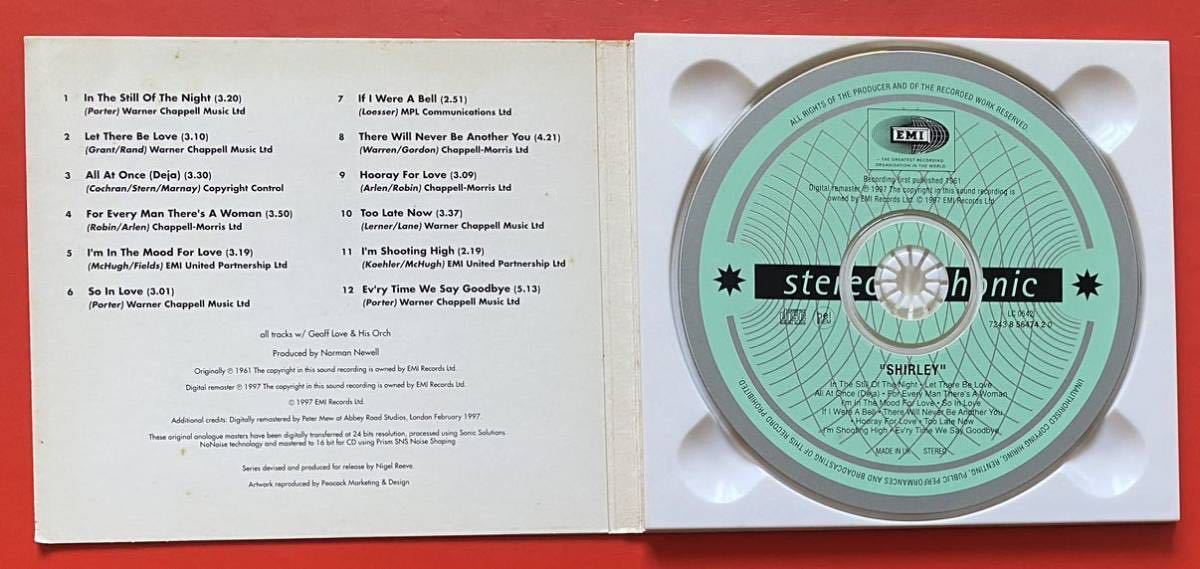 1 In The Still Of The Night (3.20)
(Porter) Warner Chappell Music Ltd
2 Let There Be Love (3.10)
(Grant/Rand) Warner Chappell Music Ltd
3 All At Once (Deja) (3.30)
(Cochran/Stern/Marnay) Copyright Control
4 For Every Man There's A Woman (3.50)
(Robin/Arlen) Chappell-Morris Ltd
5 I'm In The Mood For Love (3.19)
(McHugh/Fields) EMI United Partnership Ltd
6 So In Love (3.01)
(Porter) Warner Chappell Music Ltd
7 If I Were A Bell (2.51)
(Loesser) MPL Communications Ltd
8 There Will Never Be Another You (4.21)
(Warren/Gordon) Chappell-Morris Ltd
9 Hooray For Love (3.09)
(Arlen/Robin) Chappell-Morris Ltd
10 Too Late Now (3.37)
(Lerner/Lane) Warner Chappell Music Ltd
11 I'm Shooting High (2.19)
(Koehler/McHugh) EMI United Partnership Ltd
12 Ev'ry Time We Say Goodbye (5.13)
(Porter) Warner Chappell Music Ltd
all tracks w/ Geoff Love & His Orch
Produced by Norman Newell
Originally ℗ 1961 The copyright in this sound recording is owned by EMI Records Ltd.
Digital remaster ℗ 1997 The copyright in this sound recording is owned by EMI Records Ltd.
© 1997 EMI Records Ltd.
Additional credits: Digitally remastered by Peter Mew at Abbey Road Studios, London February 1997.
These original analogue masters have been digitally transferred at 24 bits resolution, processed using Sonic Solutions
NoNoise technology and mastered to 16 bit for CD using Prism SNS Noise Shaping
Series devised and produced for release by Nigel Reeve.
Artwork reproduced by Peacock Marketing & Design
ALL RIGHTS OF THE PRODUCER AND OF THE RECORDED WORK RESERVED.
EMI
– THE GREATEST RECORDING
ORGANISATION IN THE WORLD
Recording first published 1961
Digital remaster ℗ 1997 The copyright in this sound recording is
owned by EMI Records Ltd. © 1997 EMI Records Ltd
stereo phonic
LC 0542
7243 8 56474 2 0
"SHIRLEY"
In The Still Of The Night • Let There Be Love
All At Once (Deja) • For Every Man There's A Woman
I'm In The Mood For Love • So In Love
If I Were A Bell • There Will Never Be Another You
• Hooray For Love • Too Late Now
I'm Shooting High • Ev'ry Time We Say Goodbye
MADE IN UK STEREO
UNAUTHORISED COPYING HIRING, RENTING, PUBLIC PERFORMANCES AND BROADCASTING OF THIS RECORD PROHIBITED